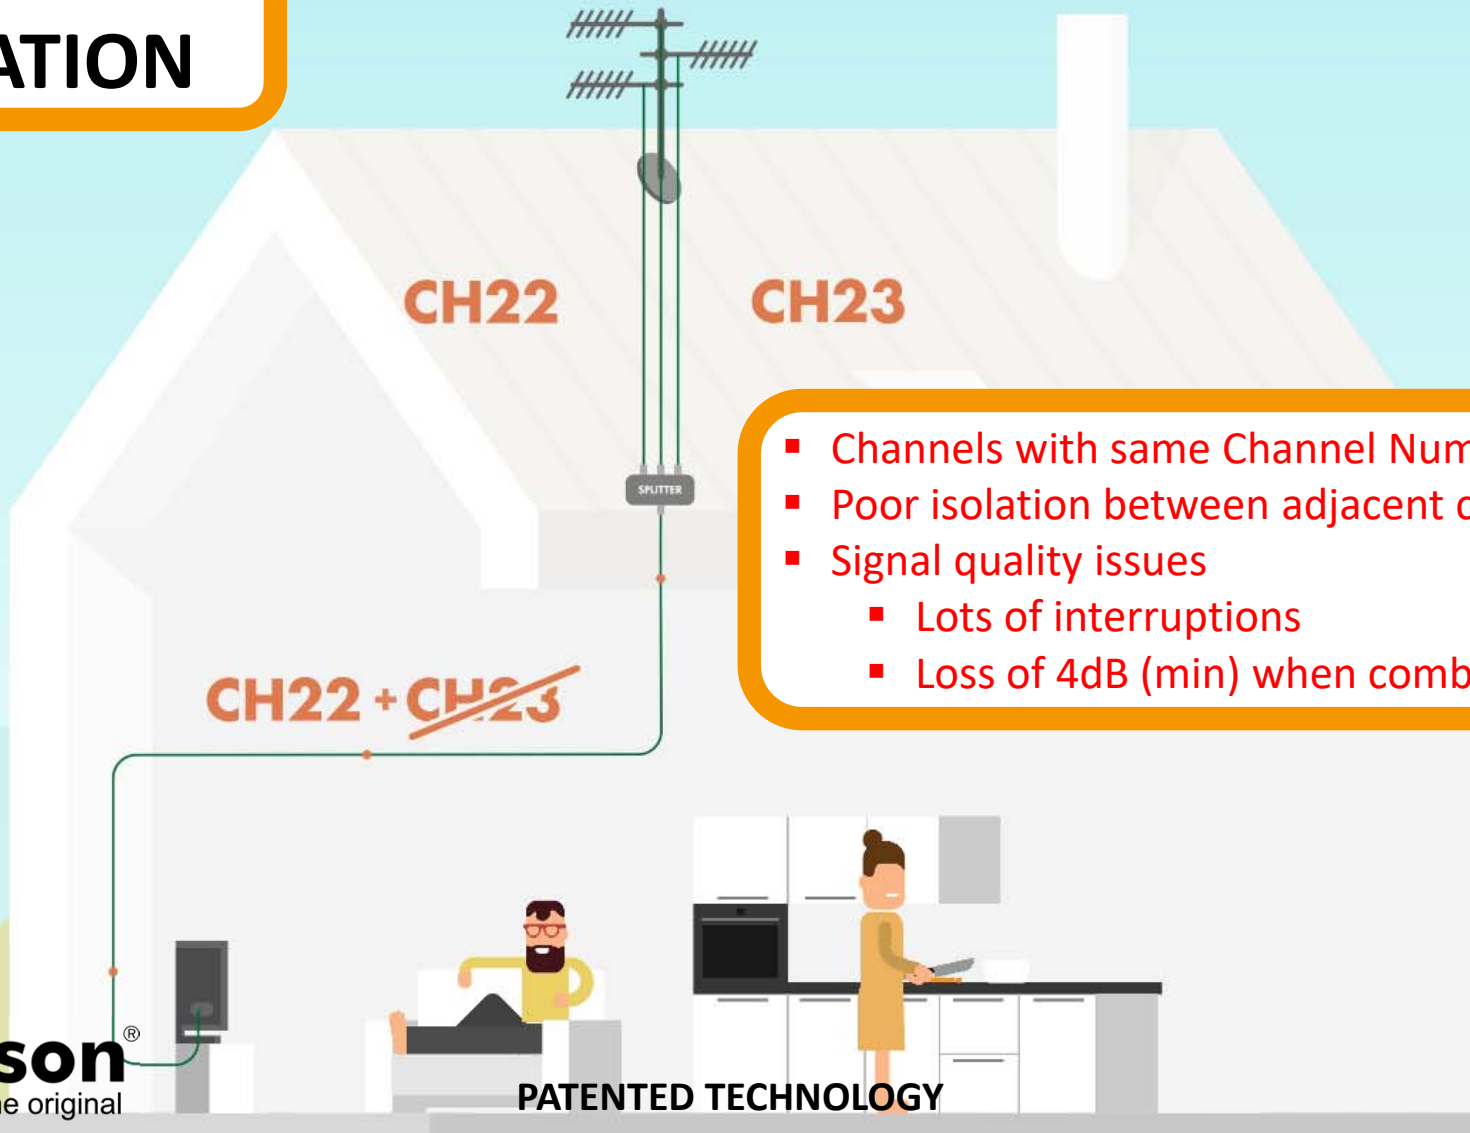 ATION
CH22
CH23
SPLITTER
Channels with same Channel Num
Poor isolation between adjacent c
Signal quality issues
Lots of interruptions
Loss of 4dB (min) when comb
CH22 + CH23
son®
ne original
PATENTED TECHNOLOGY